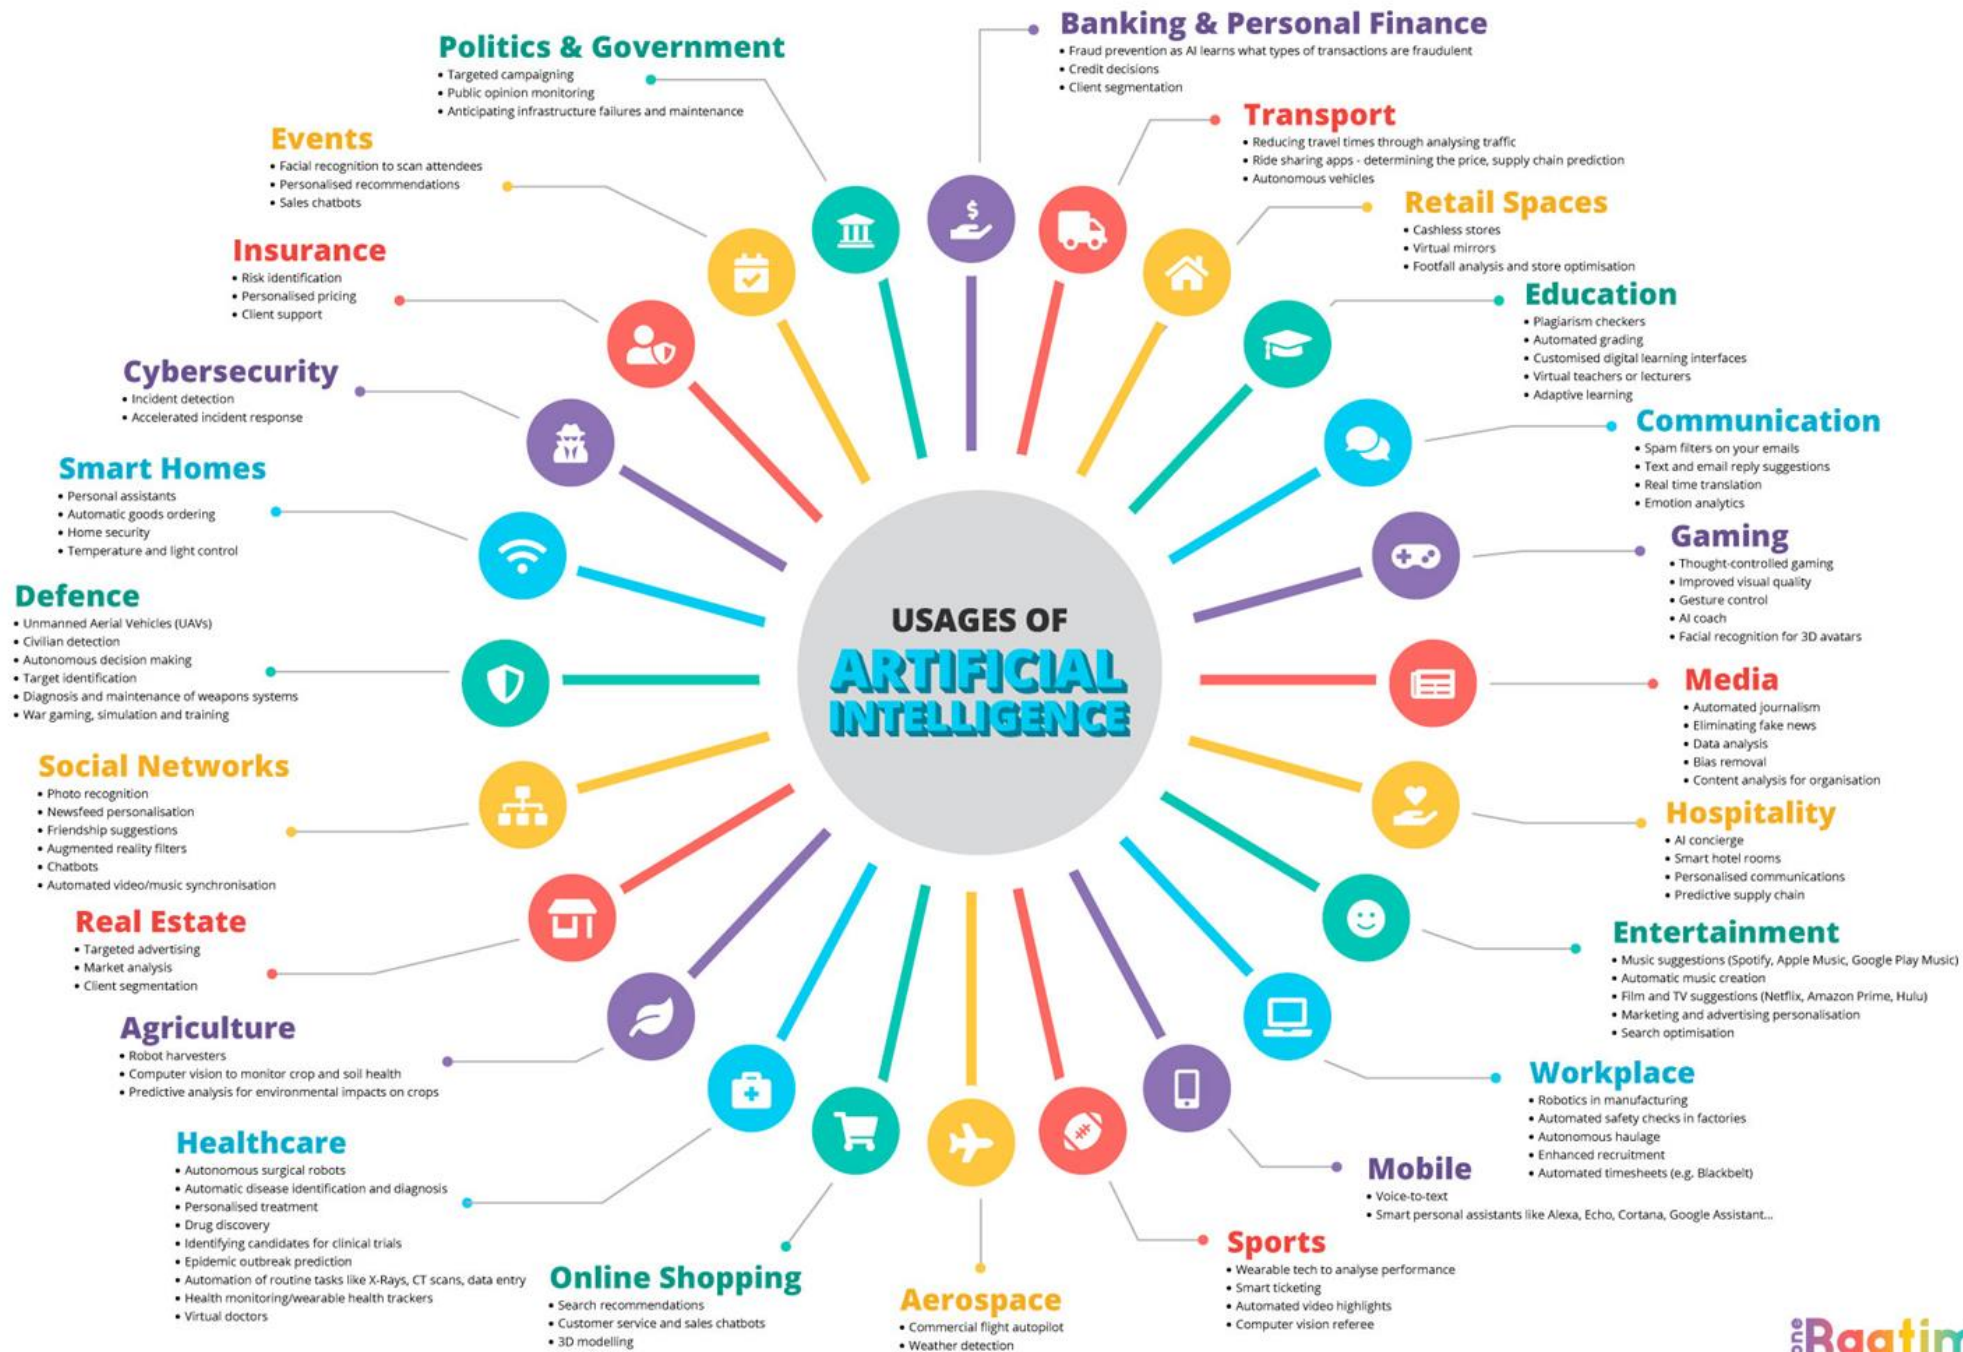 Banking & Personal Finance
• Fraud prevention as AI learns what types of transactions are fraudulent
• Credit decisions
• Client segmentation
Transport
• Reducing travel times through analysing traffic
• Ride sharing apps - determining the price, supply chain prediction
• Autonomous vehicles
Retail Spaces
• Cashless stores
• Virtual mirrors
• Footfall analysis and store optimisation
Education
• Plagiarism checkers
• Automated grading
• Customised digital learning interfaces
• Virtual teachers or lecturers
• Adaptive learning
Communication
• Spam filters on your emails
• Text and email reply suggestions
• Real time translation
• Emotion analytics
Gaming
• Thought-controlled gaming
• Improved visual quality
• Gesture control
• AI coach
• Facial recognition for 3D avatars
Media
• Automated journalism
• Eliminating fake news
• Data analysis
• Bias removal
• Content analysis for organisation
Hospitality
• AI concierge
• Smart hotel rooms
• Personalised communications
• Predictive supply chain
Entertainment
• Music suggestions (Spotify, Apple Music, Google Play Music)
• Automatic music creation
• Film and TV suggestions (Netflix, Amazon Prime, Hulu)
• Marketing and advertising personalisation
• Search optimisation
Workplace
• Robotics in manufacturing
• Automated safety checks in factories
• Autonomous haulage
• Enhanced recruitment
• Automated timesheets (e.g. Blackbelt)
Mobile
• Voice-to-text
• Smart personal assistants like Alexa, Echo, Cortana, Google Assistant...
Sports
• Wearable tech to analyse performance
• Smart ticketing
• Automated video highlights
• Computer vision referee
Aerospace
• Commercial flight autopilot
• Weather detection
Online Shopping
• Search recommendations
• Customer service and sales chatbots
• 3D modelling
Healthcare
• Autonomous surgical robots
• Automatic disease identification and diagnosis
• Personalised treatment
• Drug discovery
• Identifying candidates for clinical trials
• Epidemic outbreak prediction
• Automation of routine tasks like X-Rays, CT scans, data entry
• Health monitoring/wearable health trackers
• Virtual doctors
Agriculture
• Robot harvesters
• Computer vision to monitor crop and soil health
• Predictive analysis for environmental impacts on crops
Real Estate
• Targeted advertising
• Market analysis
• Client segmentation
Social Networks
• Photo recognition
• Newsfeed personalisation
• Friendship suggestions
• Augmented reality filters
• Chatbots
• Automated video/music synchronisation
Defence
• Unmanned Aerial Vehicles (UAVs)
• Civilian detection
• Autonomous decision making
• Target identification
• Diagnosis and maintenance of weapons systems
• War gaming, simulation and training
Smart Homes
• Personal assistants
• Automatic goods ordering
• Home security
• Temperature and light control
Cybersecurity
• Incident detection
• Accelerated incident response
Insurance
• Risk identification
• Personalised pricing
• Client support
Events
• Facial recognition to scan attendees
• Personalised recommendations
• Sales chatbots
Politics & Government
• Targeted campaigning
• Public opinion monitoring
• Anticipating infrastructure failures and maintenance
USAGES OF
ARTIFICIAL
INTELLIGENCE
$
one